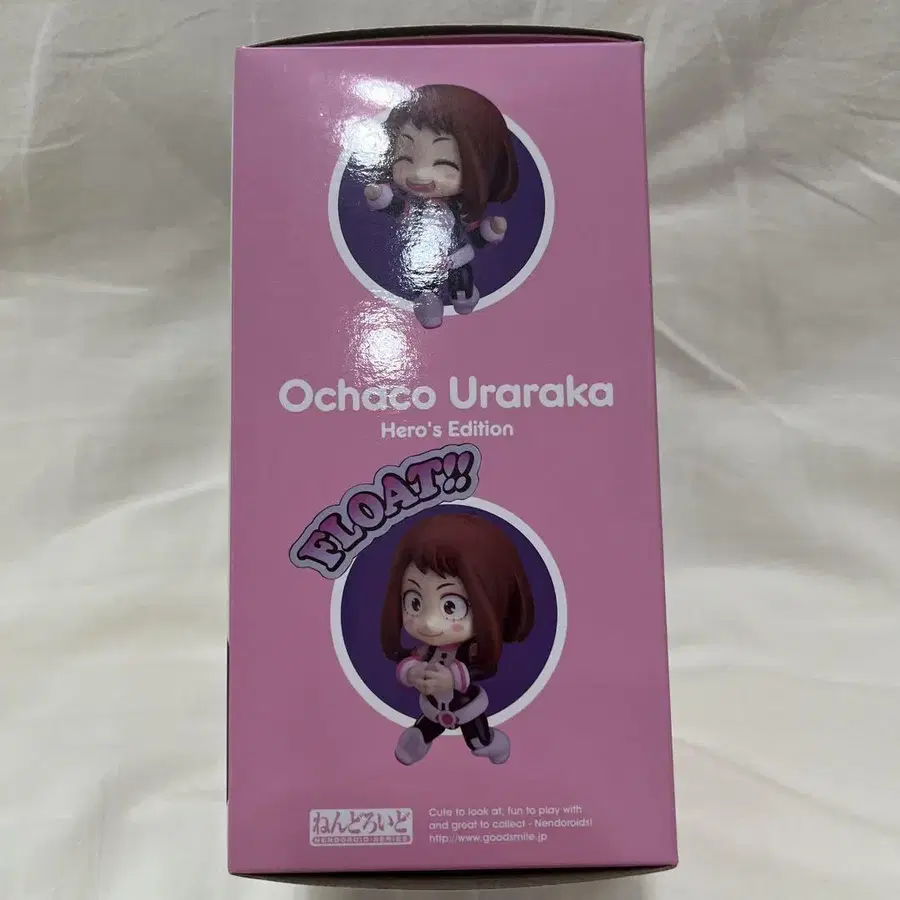 Ochaco Uraraka
Hero's Edition
FLOAT!!
ねんどろいど
NENDOROID SERIES
Cute to look at, fun to play with
and great to collect - Nendoroids!
http://www.goodsmile.jp